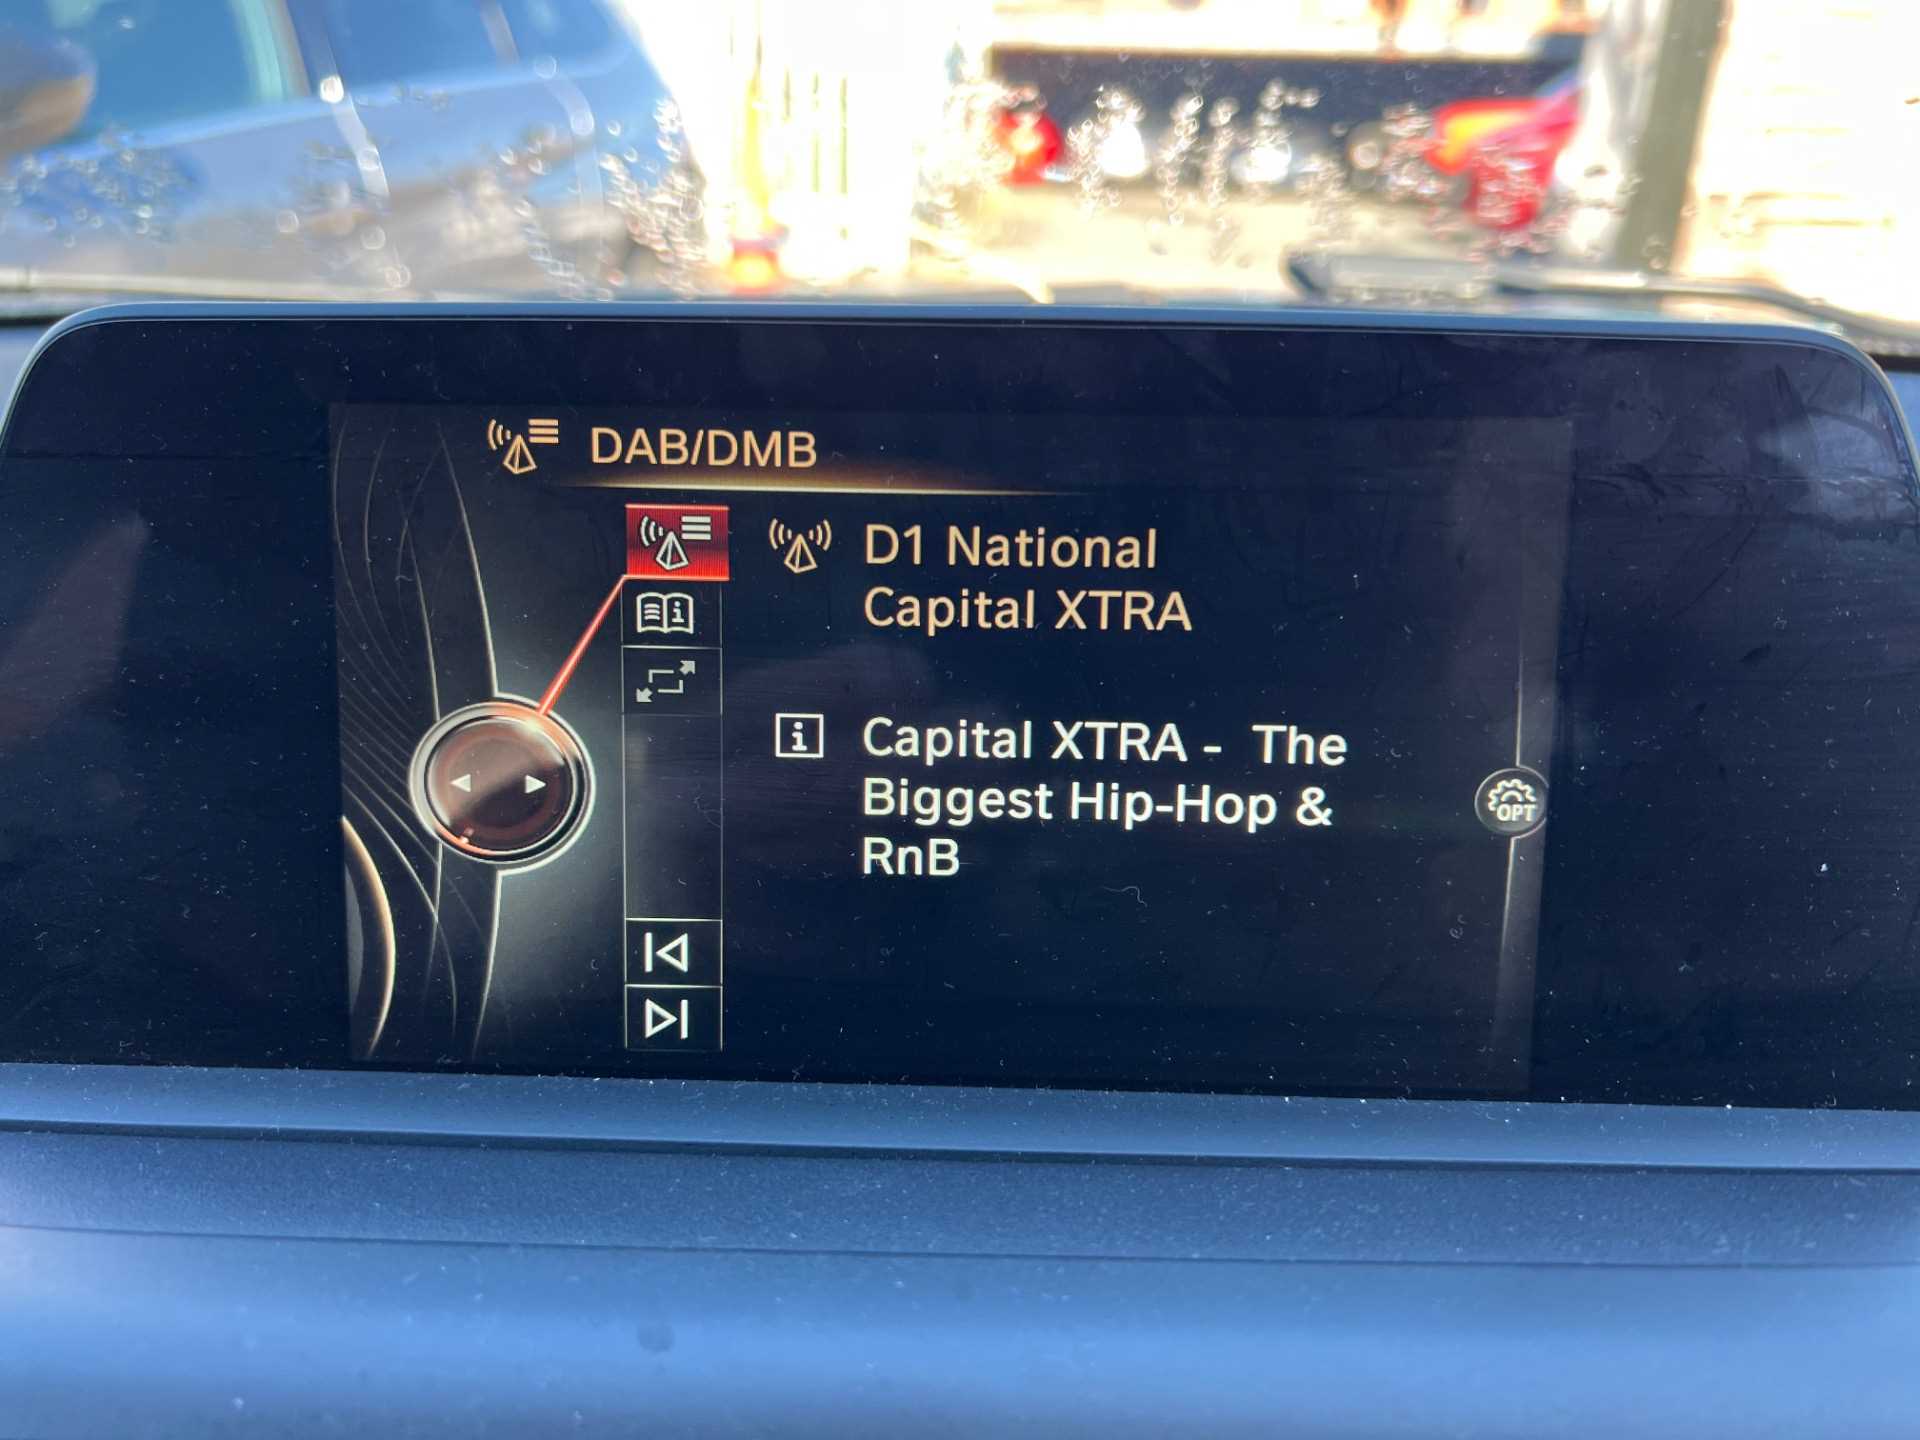 DAB/DMB
D1 National
Capital XTRA
Capital XTRA - The
Biggest Hip-Hop &
RnB
OPT